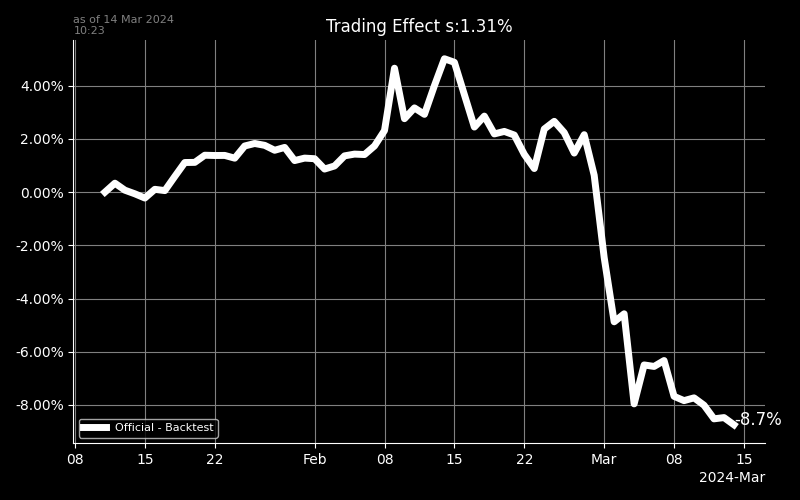 as of 14 Mar 2024
10:23
Trading Effect s:1.31%
4.00%
2.00%
0.00%
-2.00%
-4.00%
-6.00%
-8.00%
-8.7%
Official - Backtest
08 15 22 Feb 08 15 22 Mar 08 15
2024-Mar